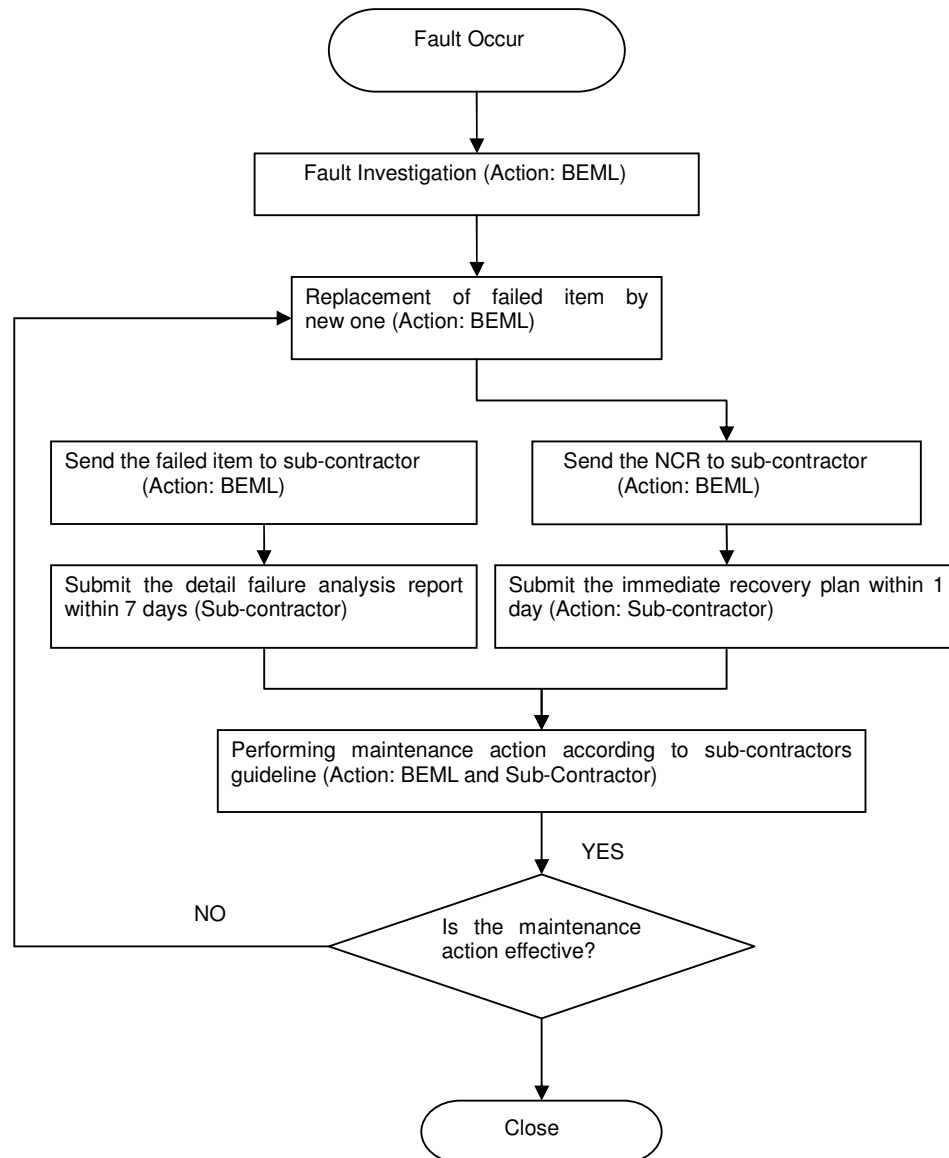 Fault Occur
Fault Investigation (Action: BEML)
Replacement of failed item by
new one (Action: BEML)
Send the failed item to sub-contractor
(Action: BEML)
Send the NCR to sub-contractor
(Action: BEML)
Submit the detail failure analysis report
within 7 days (Sub-contractor)
Submit the immediate recovery plan within 1
day (Action: Sub-contractor)
Performing maintenance action according to sub-contractors
guideline (Action: BEML and Sub-Contractor)
YES
NO
Is the maintenance
action effective?
Close